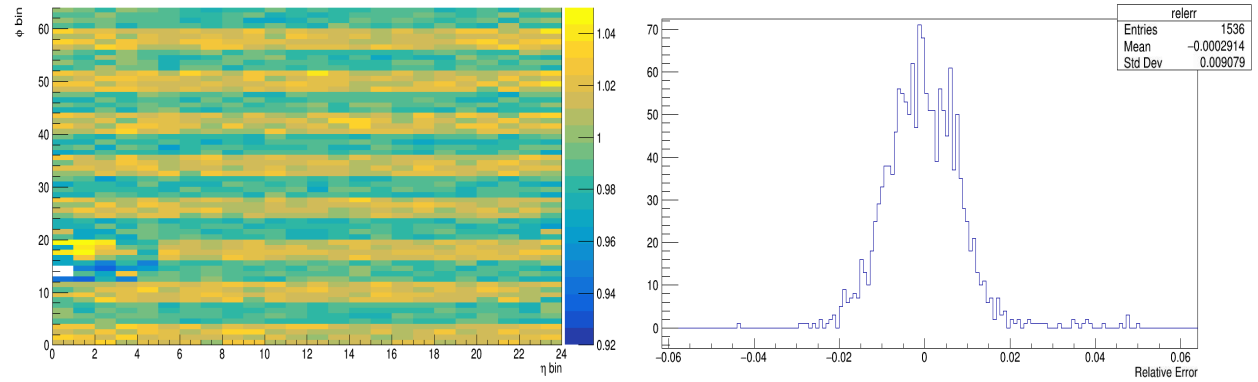 φ bin
60
50
40
30
20
10
0
0 2 4 6 8 10 12 14 16 18 20 22 24
η bin
1.04
1.02
1
0.98
0.96
0.94
0.92
relerr
Entries 1536
Mean −0.0002914
Std Dev 0.009079
70
60
50
40
30
20
10
0
−0.06 −0.04 −0.02 0 0.02 0.04 0.06
Relative Error